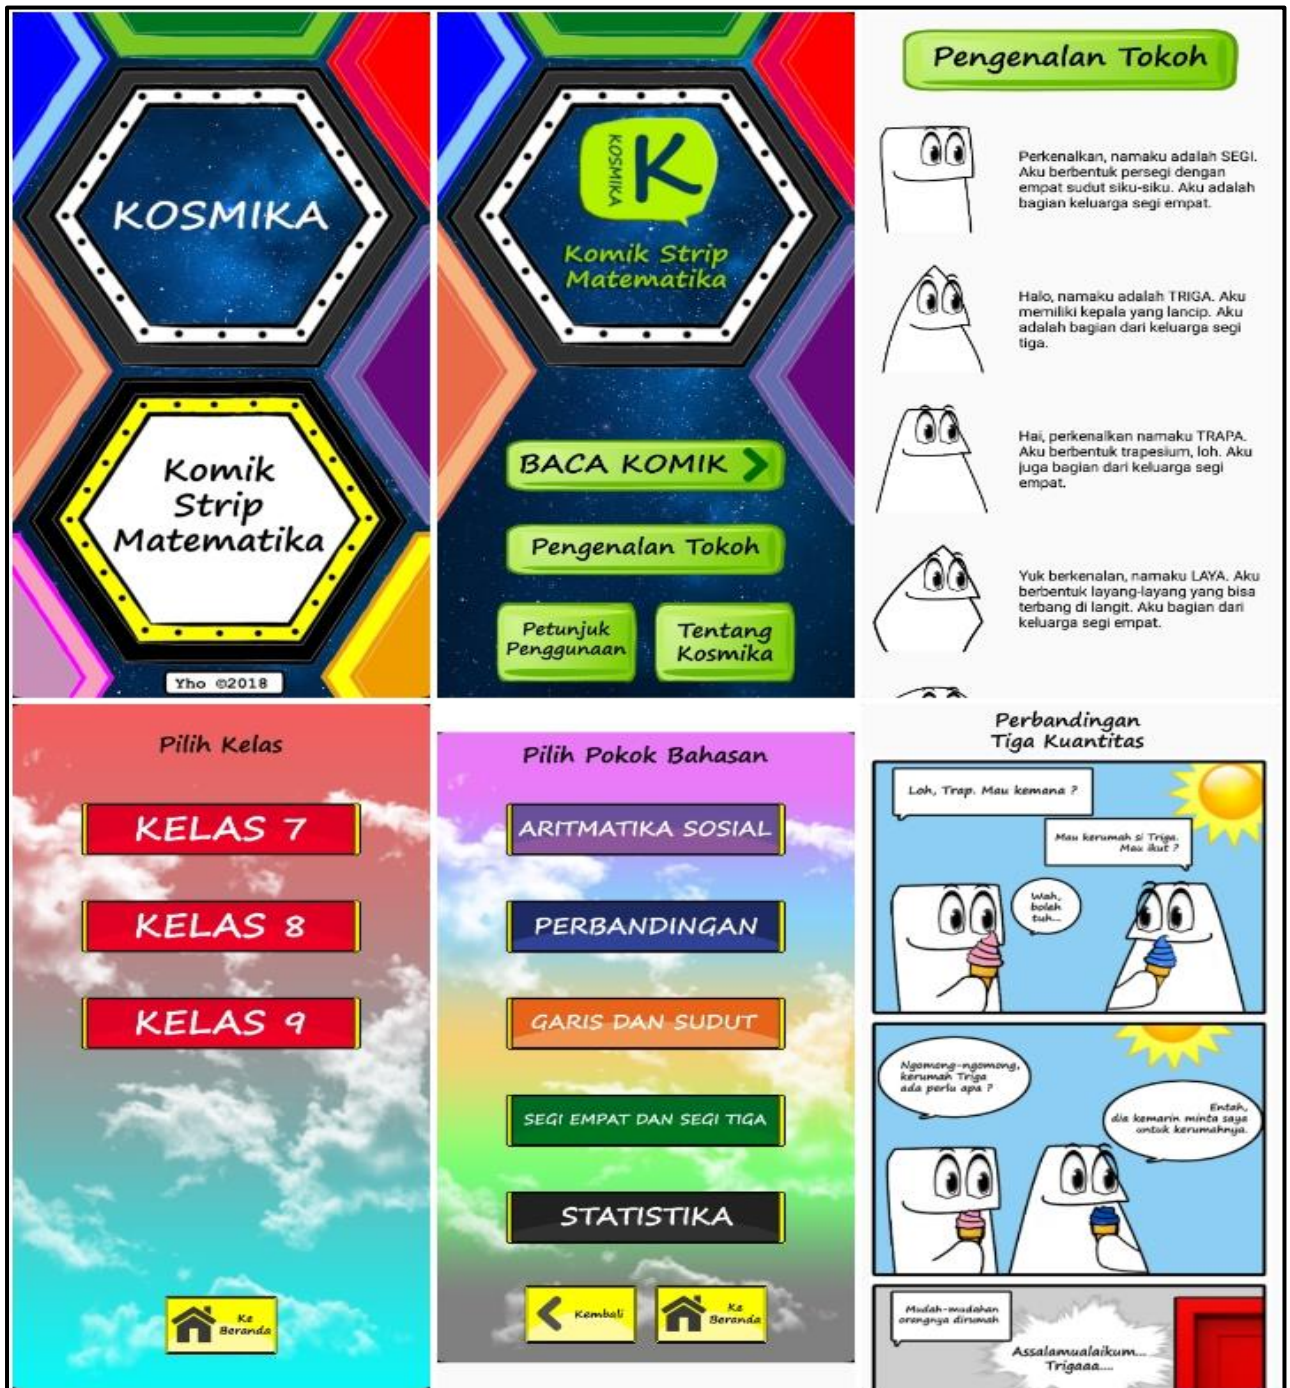 KOSMIKA
Komik
Strip
Matematika
Yho ©2018
KOSMIKA
K
Komik Strip
Matematika
BACA KOMIK
Pengenalan Tokoh
Petunjuk
Penggunaan
Tentang
Kosmika
Pengenalan Tokoh
Perkenalkan, namaku adalah SEGI.
Aku berbentuk persegi dengan
empat sudut siku-siku. Aku adalah
bagian keluarga segi empat.
Halo, namaku adalah TRIGA. Aku
memiliki kepala yang lancip. Aku
adalah bagian dari keluarga segi
tiga.
Hai, perkenalkan namaku TRAPA.
Aku berbentuk trapesium, loh. Aku
juga bagian dari keluarga segi
empat.
Yuk berkenalan, namaku LAYA. Aku
berbentuk layang-layang yang bisa
terbang di langit. Aku bagian dari
keluarga segi empat.
Pilih Kelas
KELAS 7
KELAS 8
KELAS 9
Ke
Beranda
Pilih Pokok Bahasan
ARITMATIKA SOSIAL
PERBANDINGAN
GARIS DAN SUDUT
SEGI EMPAT DAN SEGI TIGA
STATISTIKA
Kembali
Ke
Beranda
Perbandingan
Tiga Kuantitas
Loh, Trap. Mau kemana ?
Mau kerumah si Triga.
Mau ikut ?
Wah,
boleh
tuh...
Ngomong-ngomong,
kerumah Triga
ada perlu apa ?
Entah,
dia kemarin minta saya
untuk kerumahnya.
Mudah-mudahan
orangnya dirumah
Assalamualaikum...
Trigaaa....